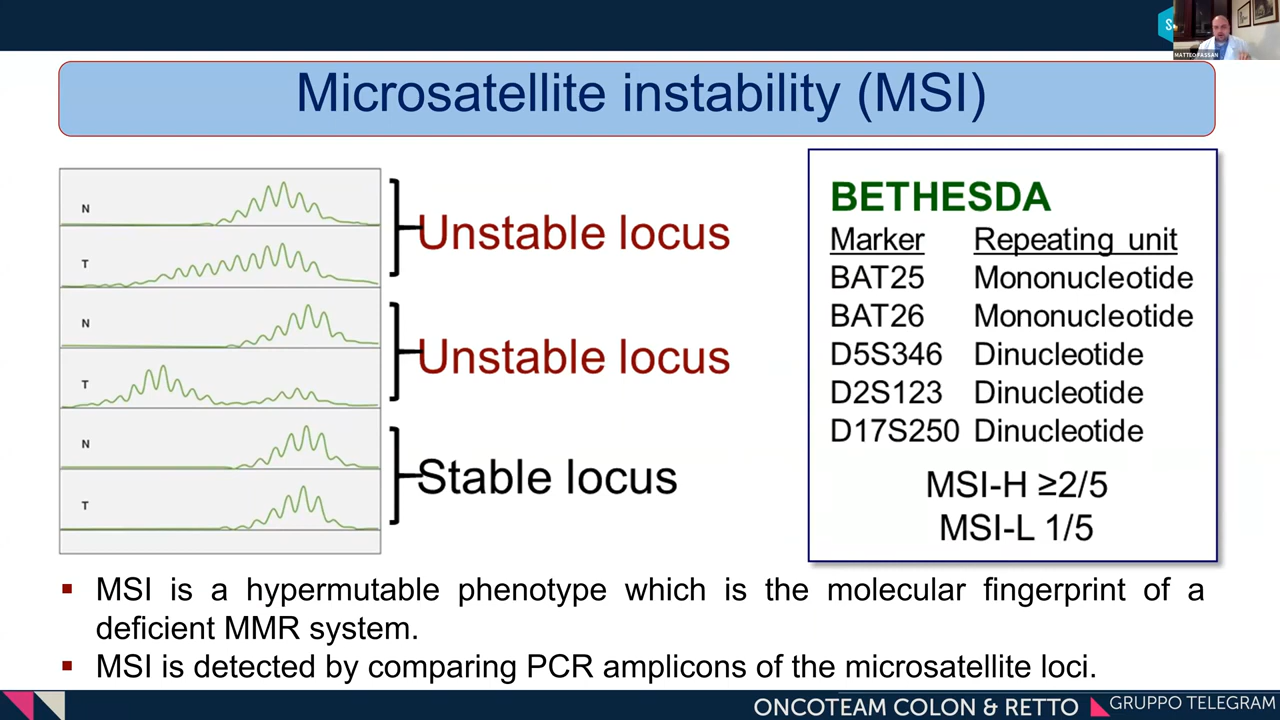 MATTEO FASSAN
Microsatellite instability (MSI)
N
T
Unstable locus
N
T
Unstable locus
N
T
Stable locus
BETHESDA
Marker Repeating unit
BAT25 Mononucleotide
BAT26 Mononucleotide
D5S346 Dinucleotide
D2S123 Dinucleotide
D17S250 Dinucleotide
MSI-H ≥2/5
MSI-L 1/5
▪ MSI is a hypermutable phenotype which is the molecular fingerprint of a
deficient MMR system.
▪ MSI is detected by comparing PCR amplicons of the microsatellite loci.
ONCOTEAM COLON & RETTO GRUPPO TELEGRAM